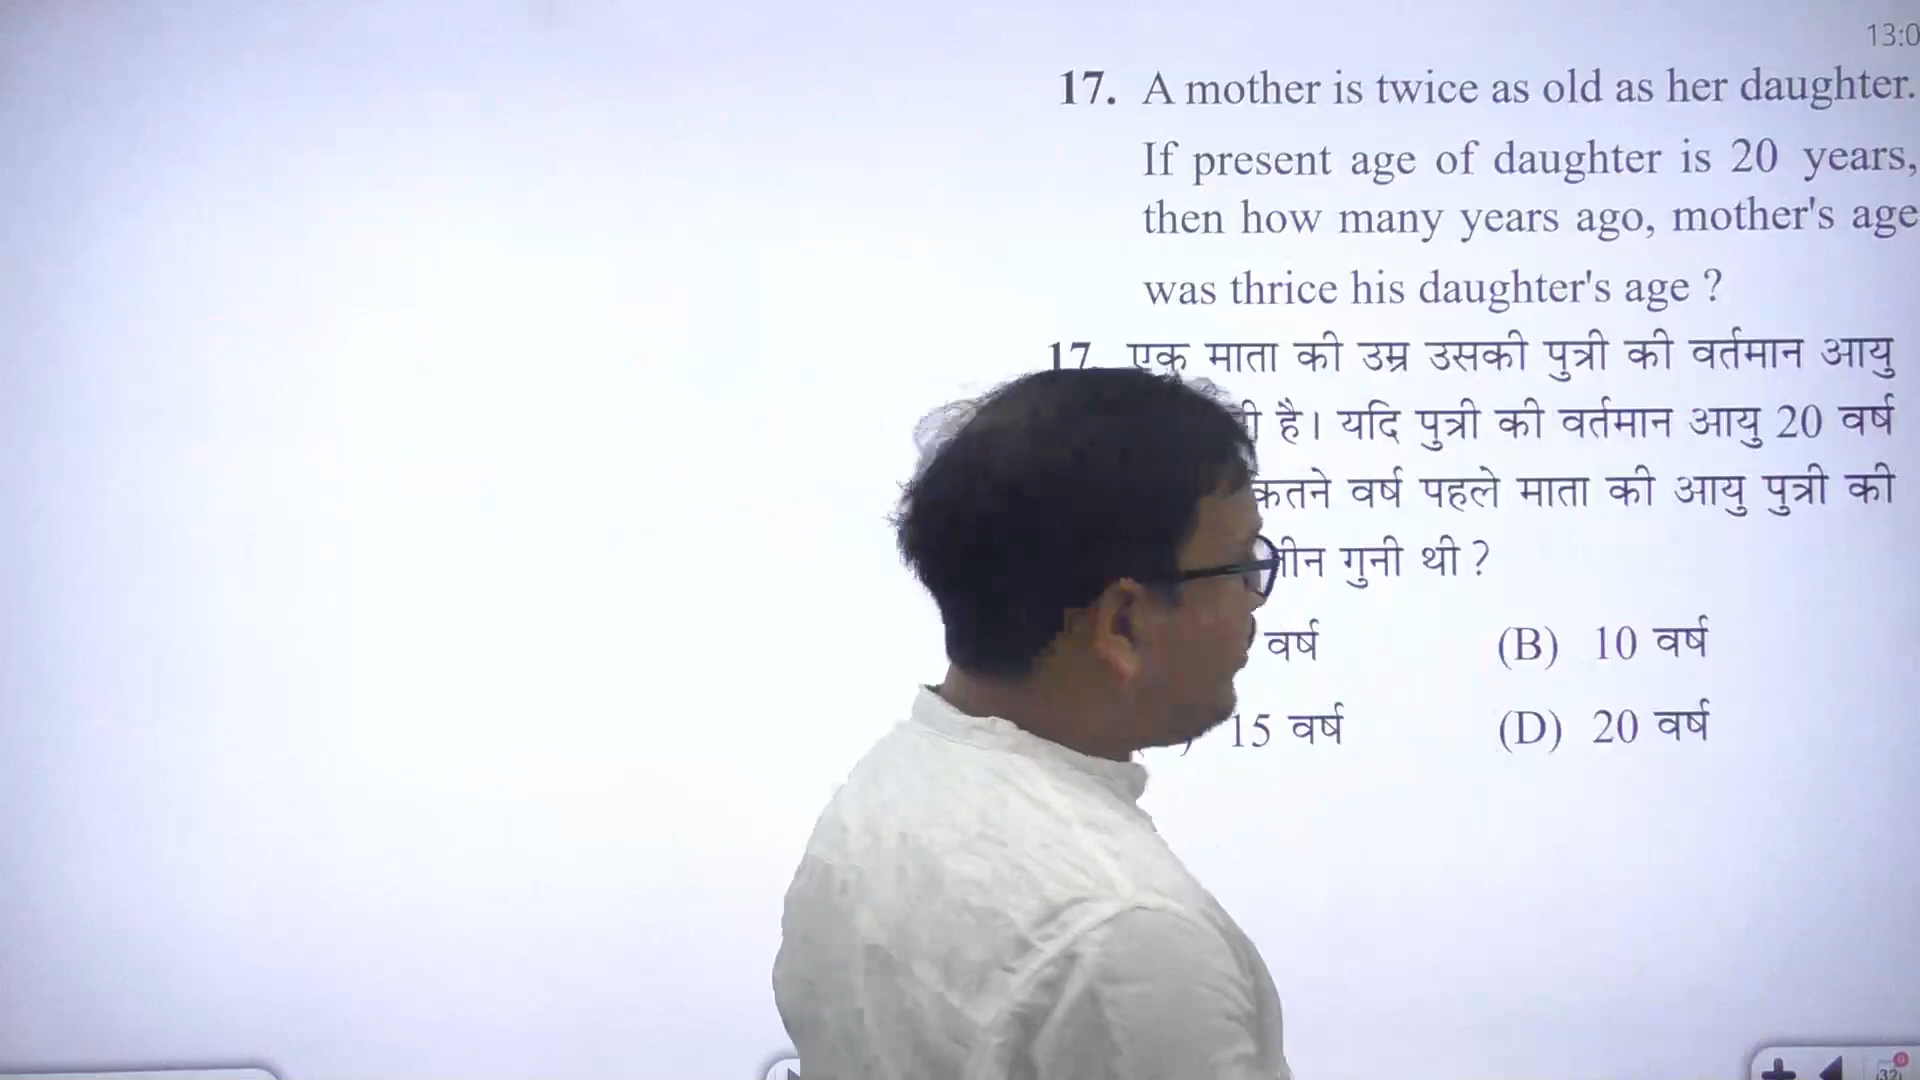 13:0
17. A mother is twice as old as her daughter.
If present age of daughter is 20 years,
then how many years ago, mother's age
was thrice his daughter's age ?
17. एक माता की उम्र उसकी पुत्री की वर्तमान आयु
है। यदि पुत्री की वर्तमान आयु 20 वर्ष
वर्ष पहले माता की आयु पुत्री की
गुनी थी ?
वर्ष (B) 10 वर्ष
15 वर्ष (D) 20 वर्ष
32